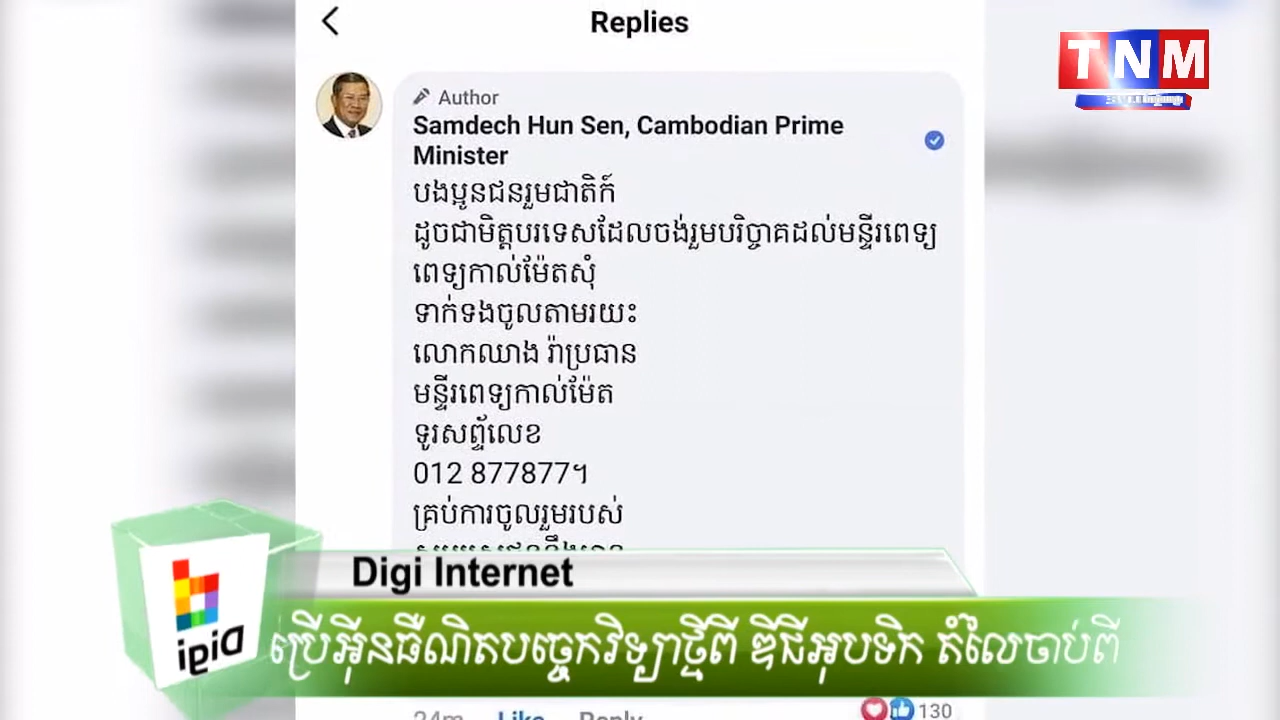 Replies
TNM
Author
Samdech Hun Sen, Cambodian Prime
Minister
បងប្អូនជនរួមជាតិក៍
ដូចជាមិត្តបរទេសដែលចង់រួមបរិច្ចាគដល់មន្ទីរពេទ្យ
ពេទ្យកាល់ម៉ែតសុំ
ទាក់ទងចូលតាមរយះ
លោកឈាង រ៉ាប្រធាន
មន្ទីរពេទ្យកាល់ម៉ែត
ទូរសព្ទ័លេខ
012 877877។
គ្រប់ការចូលរួមរបស់
Digi Internet
Digi
ប្រើអ៊ីនធឺណិតបច្ចេកវិទ្យាថ្មីពី ឌីជីអុបទិក តំលៃចាប់ពី
24m Like Reply 130